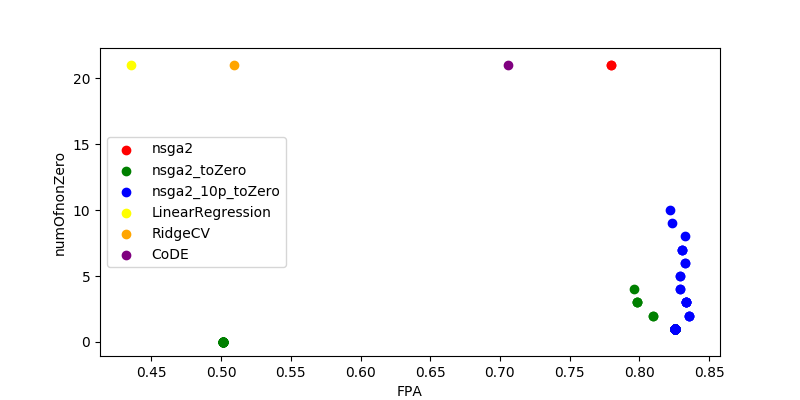 20
15
10
5
0
numOfnonZero
nsga2
nsga2_toZero
nsga2_10p_toZero
LinearRegression
RidgeCV
CoDE
0.45 0.50 0.55 0.60 0.65 0.70 0.75 0.80 0.85
FPA